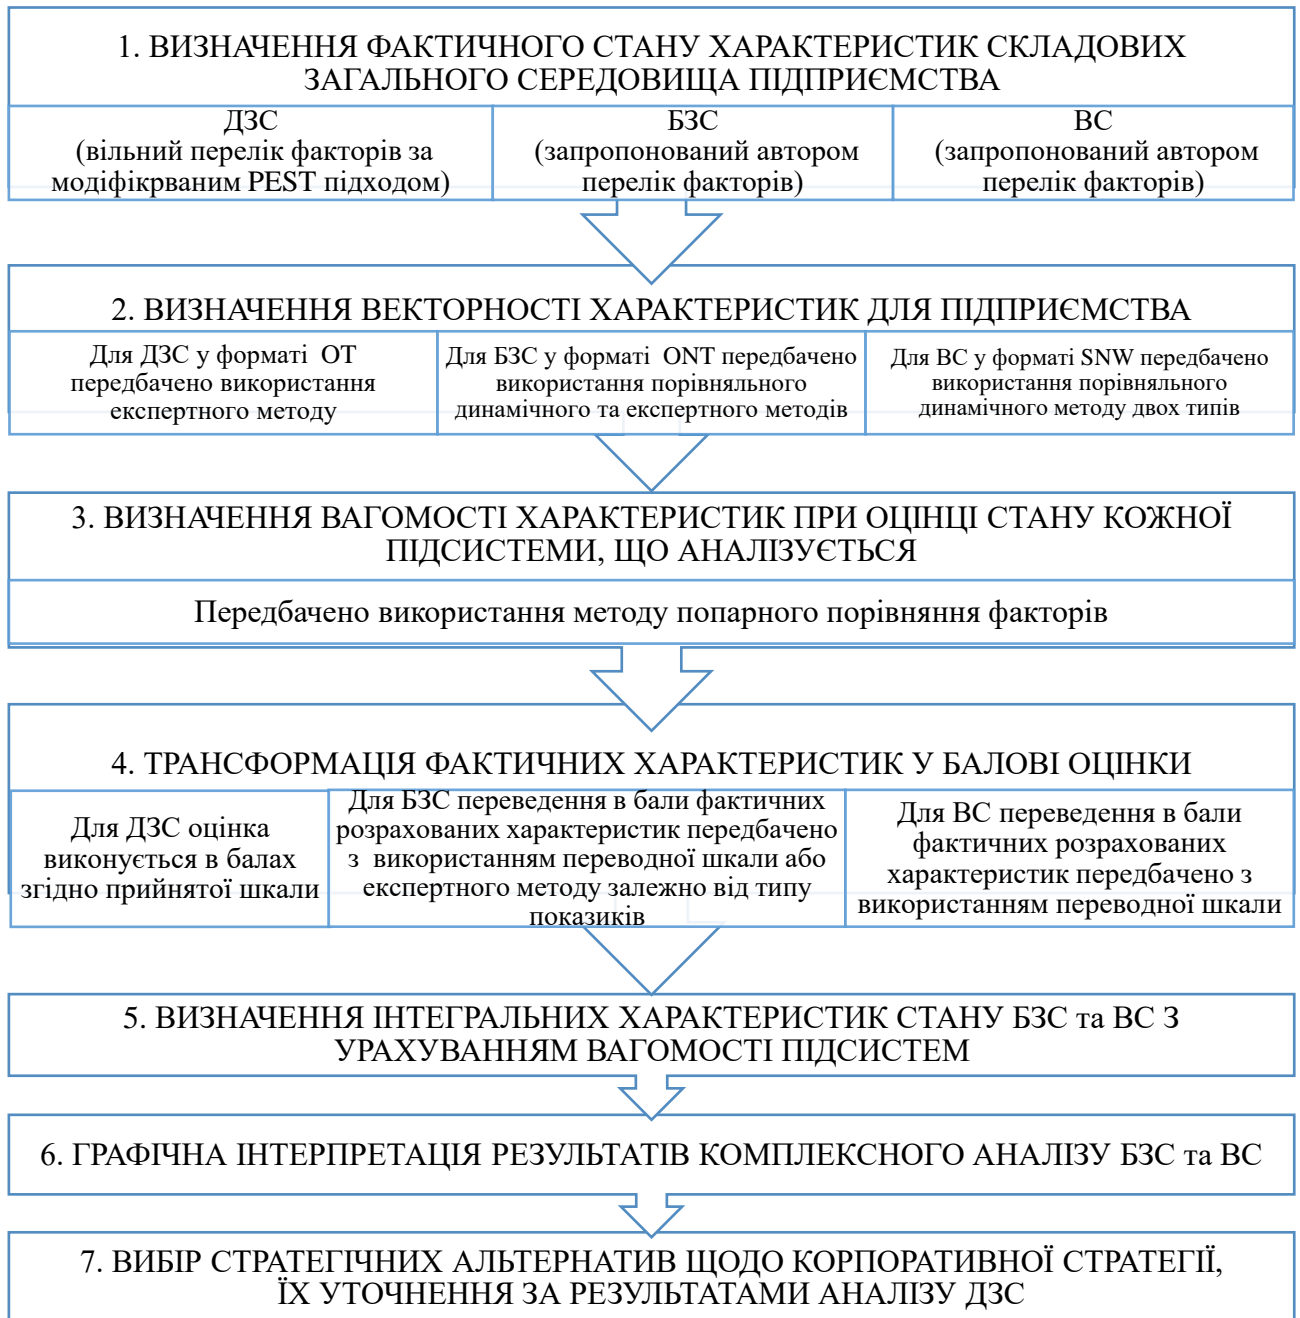 1. ВИЗНАЧЕННЯ ФАКТИЧНОГО СТАНУ ХАРАКТЕРИСТИК СКЛАДОВИХ
ЗАГАЛЬНОГО СЕРЕДОВИЩА ПІДПРИЄМСТВА
ДЗС
(вільний перелік факторів за
модіфікрваним PEST підходом)
БЗС
(запропонований автором
перелік факторів)
ВС
(запропонований автором
перелік факторів)
2. ВИЗНАЧЕННЯ ВЕКТОРНОСТІ ХАРАКТЕРИСТИК ДЛЯ ПІДПРИЄМСТВА
Для ДЗС у форматі ОТ
передбачено використання
експертного методу
Для БЗС у форматі ONT передбачено
використання порівняльного
динамічного та експертного методів
Для ВС у форматі SNW передбачено
використання порівняльного
динамічного методу двох типів
3. ВИЗНАЧЕННЯ ВАГОМОСТІ ХАРАКТЕРИСТИК ПРИ ОЦІНЦІ СТАНУ КОЖНОЇ
ПІДСИСТЕМИ, ЩО АНАЛІЗУЄТЬСЯ
Передбачено використання методу попарного порівняння факторів
4. ТРАНСФОРМАЦІЯ ФАКТИЧНИХ ХАРАКТЕРИСТИК У БАЛОВІ ОЦІНКИ
Для ДЗС оцінка
виконується в балах
згідно прийнятої шкали
Для БЗС переведення в бали фактичних
розрахованих характеристик передбачено
з використанням переводної шкали або
експертного методу залежно від типу
показиків
Для ВС переведення в бали
фактичних розрахованих
характеристик передбачено з
використанням переводної шкали
5. ВИЗНАЧЕННЯ ІНТЕГРАЛЬНИХ ХАРАКТЕРИСТИК СТАНУ БЗС та ВС З
УРАХУВАННЯМ ВАГОМОСТІ ПІДСИСТЕМ
6. ГРАФІЧНА ІНТЕРПРЕТАЦІЯ РЕЗУЛЬТАТІВ КОМПЛЕКСНОГО АНАЛІЗУ БЗС та ВС
7. ВИБІР СТРАТЕГІЧНИХ АЛЬТЕРНАТИВ ЩОДО КОРПОРАТИВНОЇ СТРАТЕГІЇ,
ЇХ УТОЧНЕННЯ ЗА РЕЗУЛЬТАТАМИ АНАЛІЗУ ДЗС